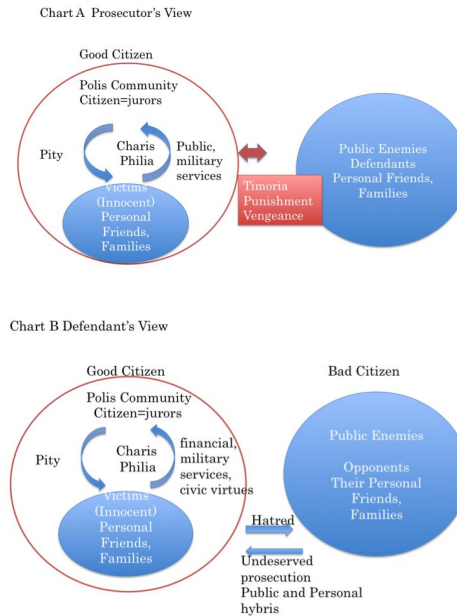 Chart A Prosecutor's View
Good Citizen
Polis Community
Citizen=jurors
Pity
Charis
Philia
Public,
military
services
Victims
(Innocent)
Personal
Friends,
Families
Timoria
Punishment
Vengeance
Public Enemies
Defendants
Personal Friends,
Families
Chart B Defendant's View
Good Citizen
Polis Community
Citizen=jurors
Pity
Charis
Philia
financial,
military
services,
civic virtues
Victims
(Innocent)
Personal
Friends,
Families
Hatred
Undeserved
prosecution
Public and Personal
hybris
Bad Citizen
Public Enemies
Opponents
Their Personal
Friends,
Families